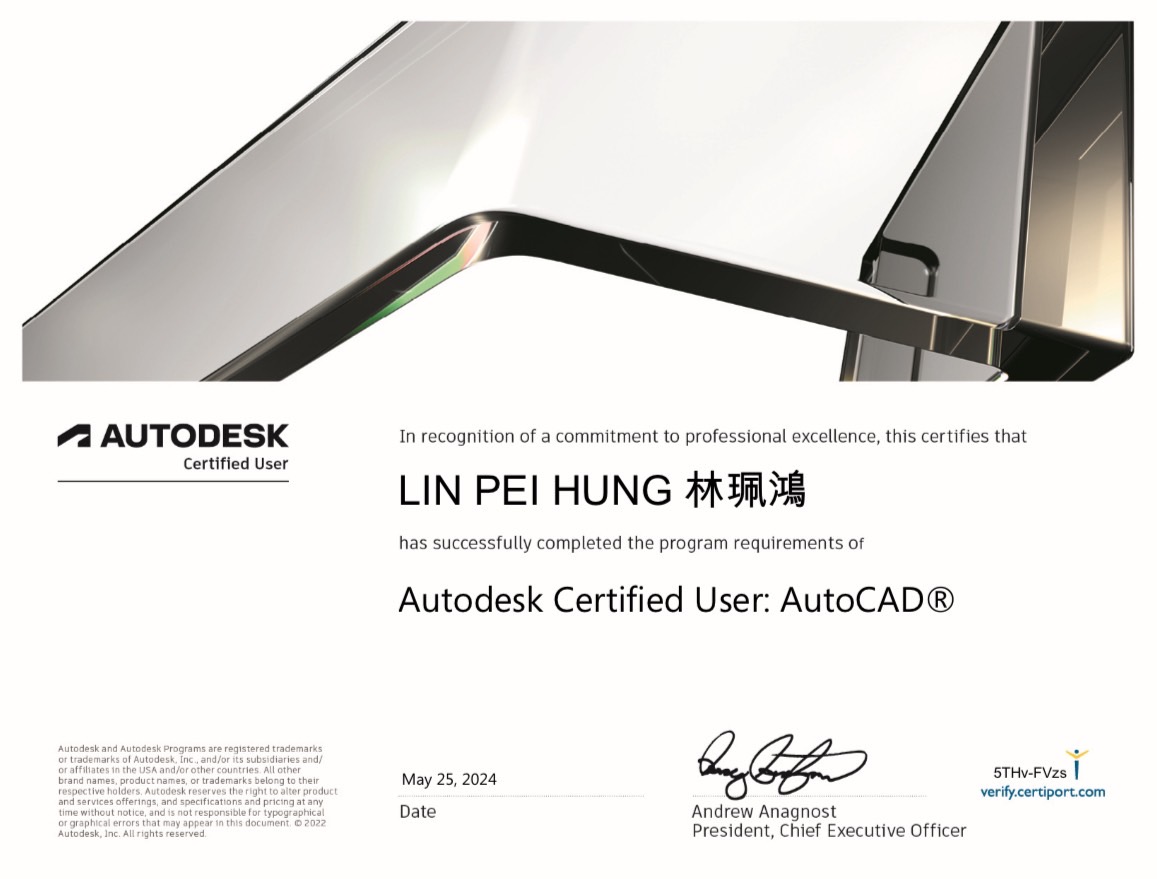 AUTODESK
Certified User
In recognition of a commitment to professional excellence, this certifies that
LIN PEI HUNG 林珮鴻
has successfully completed the program requirements of
Autodesk Certified User: AutoCAD®
Autodesk and Autodesk Programs are registered trademarks
or trademarks of Autodesk, Inc., and/or its subsidiaries and/
or affiliates in the USA and/or other countries. All other
brand names, product names, or trademarks belong to their
respective holders. Autodesk reserves the right to alter product
and services offerings, and specifications and pricing at any
time without notice, and is not responsible for typographical
or graphical errors that may appear in this document. © 2022
Autodesk, Inc. All rights reserved.
May 25, 2024
Date
Andrew Anagnost
President, Chief Executive Officer
5THv-FVzs
verify.certiport.com